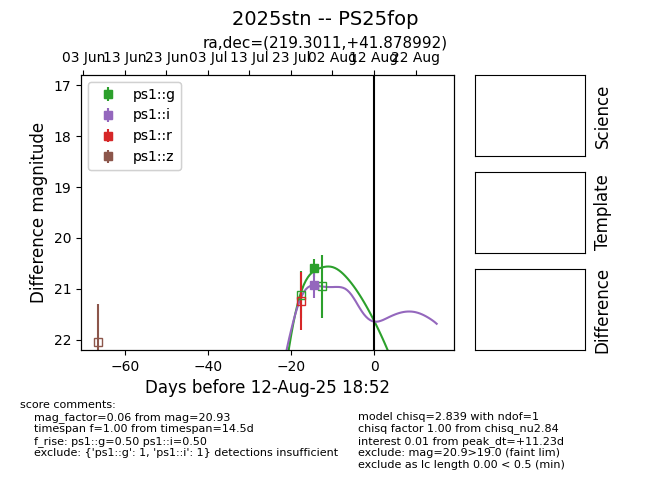 2025stn -- PS25fop
ra,dec=(219.3011,+41.878992)
03 Jun 13 Jun 23 Jun 03 Jul 13 Jul 23 Jul 02 Aug 12 Aug 22 Aug
ps1::g
ps1::i
ps1::r
ps1::z
17
18
19
20
21
22
Difference magnitude
−60 −40 −20 0
Days before 12-Aug-25 18:52
Science
Template
Difference
score comments:
mag_factor=0.06 from mag=20.93
timespan f=1.00 from timespan=14.5d
f_rise: ps1::g=0.50 ps1::i=0.50
exclude: {'ps1::g': 1, 'ps1::i': 1} detections insufficient
model chisq=2.839 with ndof=1
chisq factor 1.00 from chisq_nu2.84
interest 0.01 from peak_dt=+11.23d
exclude: mag=20.9>19.0 (faint lim)
exclude as lc length 0.00 < 0.5 (min)